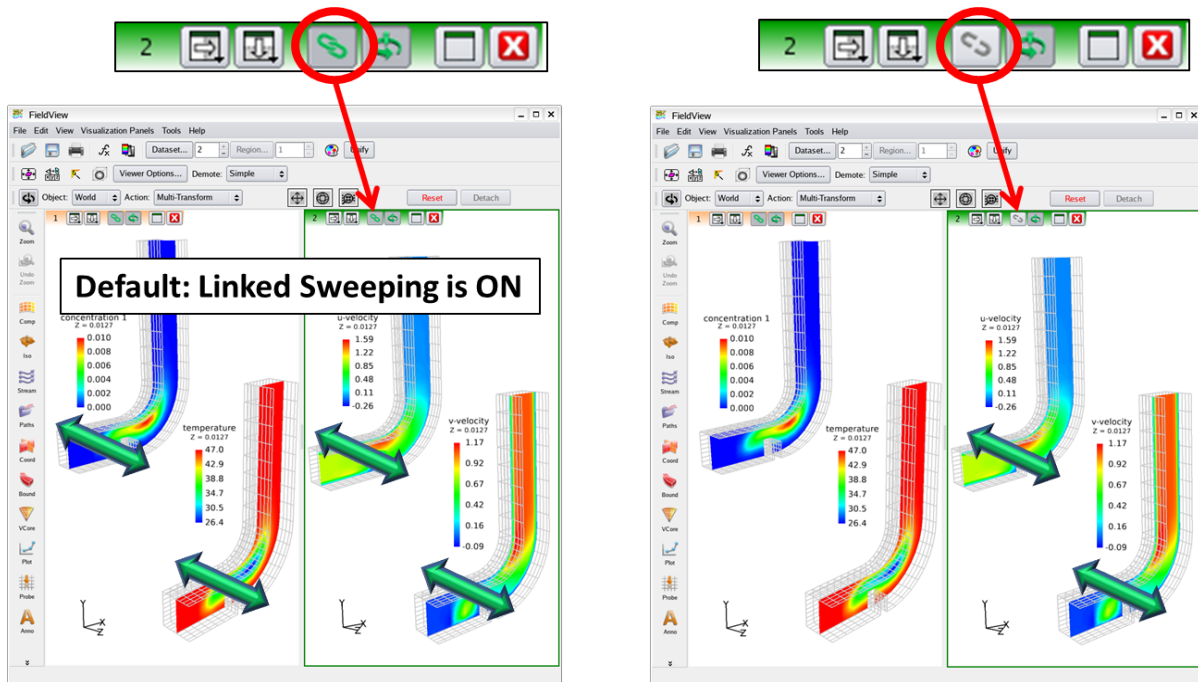 2
2
FieldView
File Edit View Visualization Panels Tools Help
Dataset... 2 Region... 1 Unify
Viewer Options... Demote: Simple
Object: World Action: Multi-Transform Reset Detach
1
2
Zoom
Undo
Zoom
Comp
Iso
Stream
Paths
Coord
Bound
VCore
Plot
Probe
Anno
Default: Linked Sweeping is ON
concentration 1
Z = 0.0127
0.010
0.008
0.006
0.004
0.002
0.000
temperature
Z = 0.0127
47.0
42.9
38.8
34.7
30.5
26.4
Y
X
Z
u-velocity
Z = 0.0127
1.59
1.22
0.85
0.48
0.11
-0.26
v-velocity
Z = 0.0127
1.17
0.92
0.67
0.42
0.16
-0.09
Y
X
Z
FieldView
File Edit View Visualization Panels Tools Help
Dataset... 2 Region... 1 Unify
Viewer Options... Demote: Simple
Object: World Action: Multi-Transform Reset Detach
1
2
Zoom
Undo
Zoom
Comp
Iso
Stream
Paths
Coord
Bound
VCore
Plot
Probe
Anno
concentration 1
Z = 0.0127
0.010
0.008
0.006
0.004
0.002
0.000
temperature
Z = 0.0127
47.0
42.9
38.8
34.7
30.5
26.4
Y
X
Z
u-velocity
Z = 0.0127
1.59
1.22
0.85
0.48
0.11
-0.26
v-velocity
Z = 0.0127
1.17
0.92
0.67
0.42
0.16
-0.09
Y
X
Z